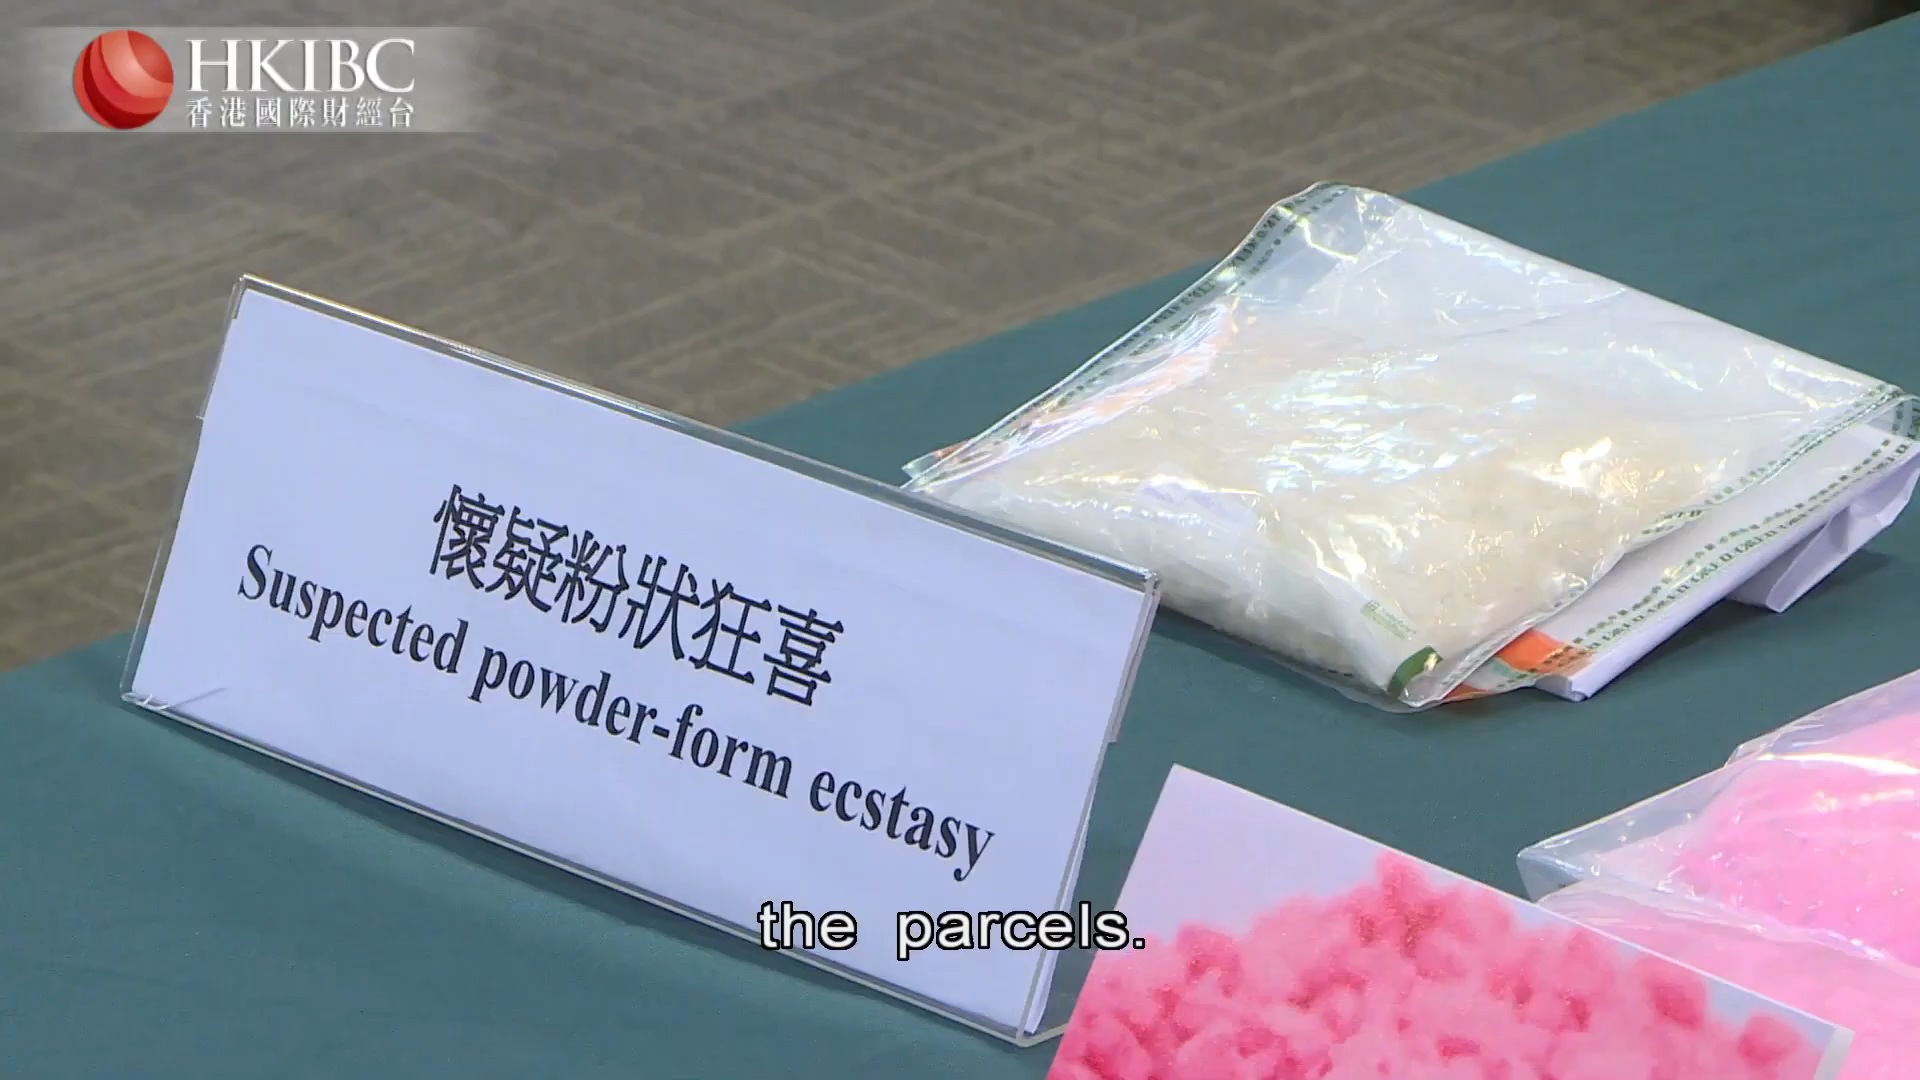 HKIBC
香港國際財經台
懷疑粉狀狂喜
Suspected powder-form ecstasy
the parcels.